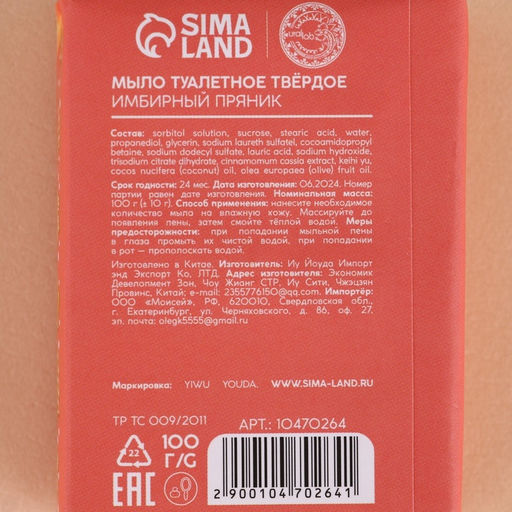 SIMA
LAND
uralLab
МЫЛО ТУАЛЕТНОЕ ТВЁРДОЕ
ИМБИРНЫЙ ПРЯНИК
Состав: sorbitol solution, sucrose, stearic acid, water,
propanediol, glycerin, sodium laureth sulfatel, cocoamidopropyl
betaine, sodium dodecyl sulfate, lauric acid, sodium hydroxide,
trisodium citrate dihydrate, cinnamomum cassia extract, keihi yu,
cocos nucifera (coconut) oil, olea europaea (olive) fruit oil.
Срок годности: 24 мес. Дата изготовления: 06.2024. Номер
партии равен дате изготовления. Номинальная масса:
100 г (± 10 г). Способ применения: нанесите необходимое
количество мыла на влажную кожу. Массируйте до
появления пены, затем смойте тёплой водой. Меры
предосторожности: при попадании мыльной пены
в глаза промыть их чистой водой, при попадании
в рот — прополоскать водой.
Изготовлено в Китае. Изготовитель: Иу Йоуда Импорт
энд Экспорт Ко, ЛТД. Адрес изготовителя: Экономик
Девелопмент Зон, Чоу Жианг СТР, Иу Сити, Чжэцзян
Провинс, Китай; e-mail: 2355776150@qq.com. Импортёр:
ООО «Моисей», РФ, 620010, Свердловская обл.,
г. Екатеринбург, ул. Черняховского, д. 86, оф. 27,
эл. почта: olegk5555@gmail.ru
Маркировка: YIWU YOUDA. WWW.SIMA-LAND.RU
ТР ТС 009/2011
АРТ.: 10470264
22
100
Г/G
EAC
2 900104 702641